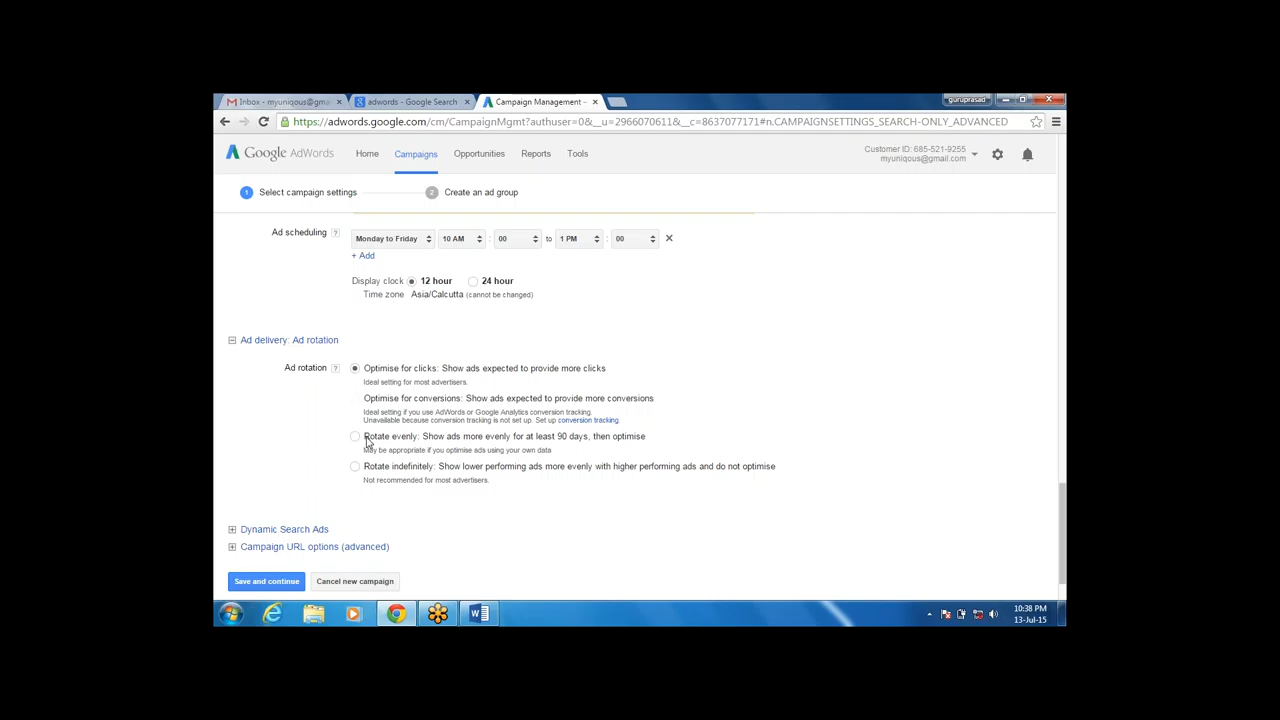 Inbox - myuniqous@gma
adwords - Google Search
Campaign Management -
guruprasad
https://adwords.google.com/cm/CampaignMgmt?authuser=0&__u=2966070611&__c=8637077171#n.CAMPAIGNSETTINGS_SEARCH-ONLY_ADVANCED
Google AdWords
Home
Campaigns
Opportunities
Reports
Tools
Customer ID: 685-521-9255
myuniqous@gmail.com
1 Select campaign settings
2 Create an ad group
Ad scheduling ?
Monday to Friday 10 AM : 00 to 1 PM : 00
+ Add
Display clock 12 hour 24 hour
Time zone Asia/Calcutta (cannot be changed)
Ad delivery: Ad rotation
Ad rotation ? Optimise for clicks: Show ads expected to provide more clicks
Ideal setting for most advertisers.
Optimise for conversions: Show ads expected to provide more conversions
Ideal setting if you use AdWords or Google Analytics conversion tracking.
Unavailable because conversion tracking is not set up. Set up conversion tracking.
Rotate evenly: Show ads more evenly for at least 90 days, then optimise
May be appropriate if you optimise ads using your own data
Rotate indefinitely: Show lower performing ads more evenly with higher performing ads and do not optimise
Not recommended for most advertisers.
Dynamic Search Ads
Campaign URL options (advanced)
Save and continue
Cancel new campaign
10:38 PM
13-Jul-15